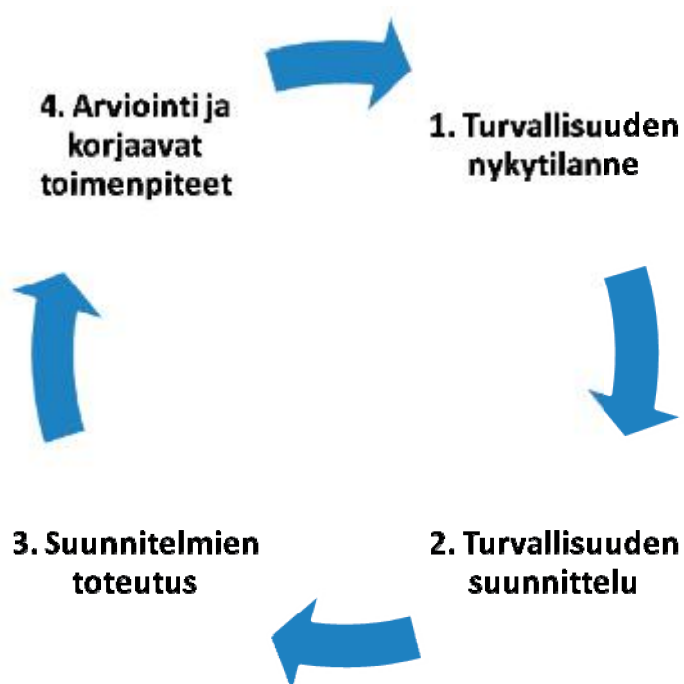 1. Turvallisuuden
nykytilanne
2. Turvallisuuden
suunnittelu
3. Suunnitelmien
toteutus
4. Arviointi ja
korjaavat
toimenpiteet